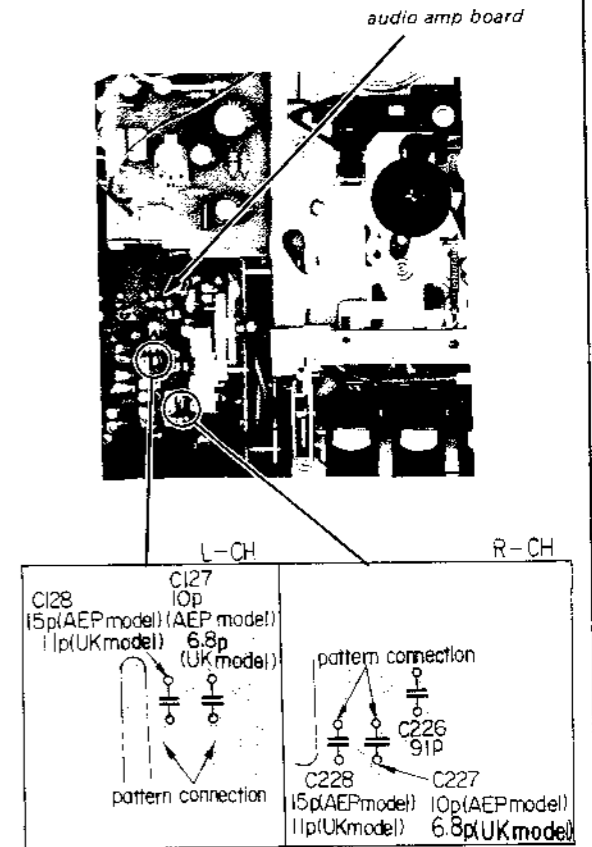 audio amp board
L-CH
R-CH
C127
10p
(AEP model)
6.8p
(UK model)
C128
15p(AEP model)
11p(UK model)
pattern connection
pattern connection
C226
91P
C228
15p(AEP model)
11p(UK model)
C227
10p(AEP model)
6.8p(UK model)